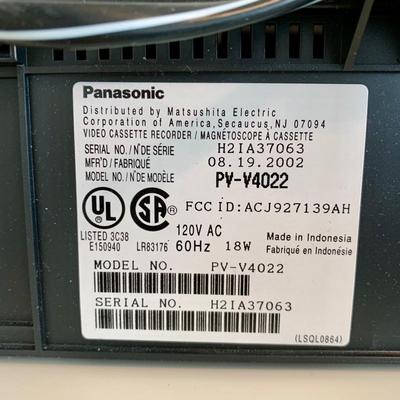 Panasonic
Distributed by Matsushita Electric
Corporation of America, Secaucus, NJ 07094
VIDEO CASSETTE RECORDER / MAGNÉTOSCOPE À CASSETTE
SERIAL NO. / N° DE SÉRIE H2IA37063
MFR'D / FABRIQUÉ 08.19.2002
MODEL NO. / N° DE MODÈLE PV-V4022
UL ® SA ® FCC ID: ACJ927139AH
LISTED 3C38 120V AC Made in Indonesia
E150940 LR83176 60Hz 18W Fabriqué en Indonésie
MODEL NO. PV-V4022
SERIAL NO. H2IA37063
(LSQL0864)